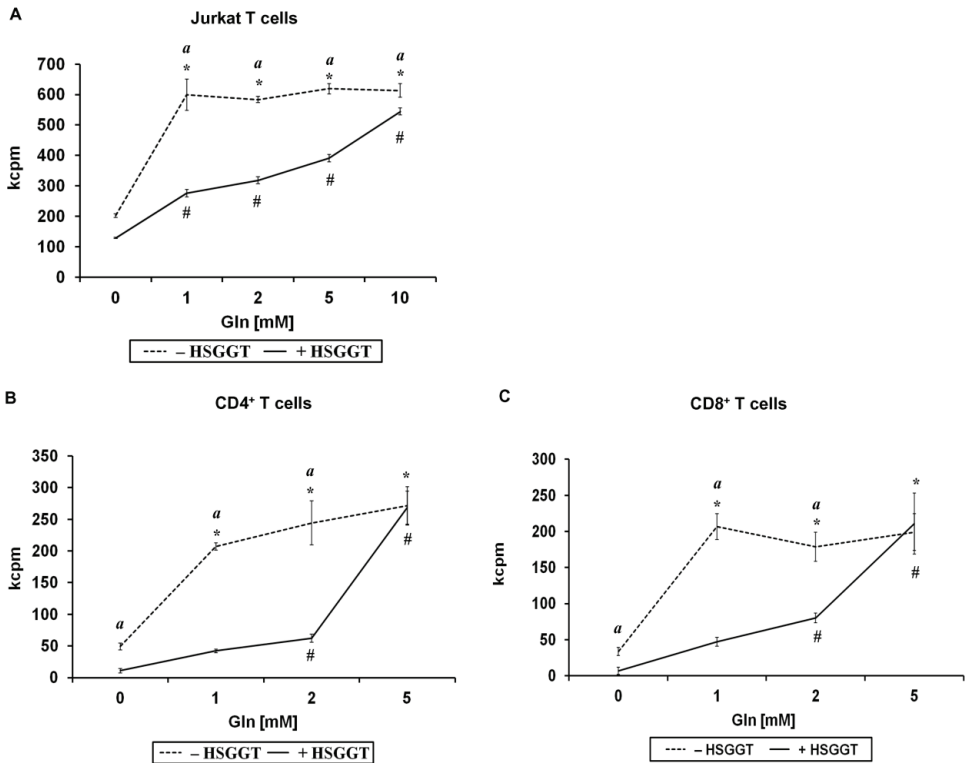 A
Jurkat T cells
a a a a
* * * *
700
600
500
400
300
200
100
0
kcpm
# # # #
0 1 2 5 10
Gln [mM]
– HSGGT + HSGGT
B
CD4⁺ T cells
350
300
250
200
150
100
50
0
kcpm
a a a
* * *
# #
0 1 2 5
Gln [mM]
– HSGGT + HSGGT
C
CD8⁺ T cells
300
250
200
150
100
50
0
kcpm
a a a
* * *
# #
0 1 2 5
Gln [mM]
– HSGGT + HSGGT